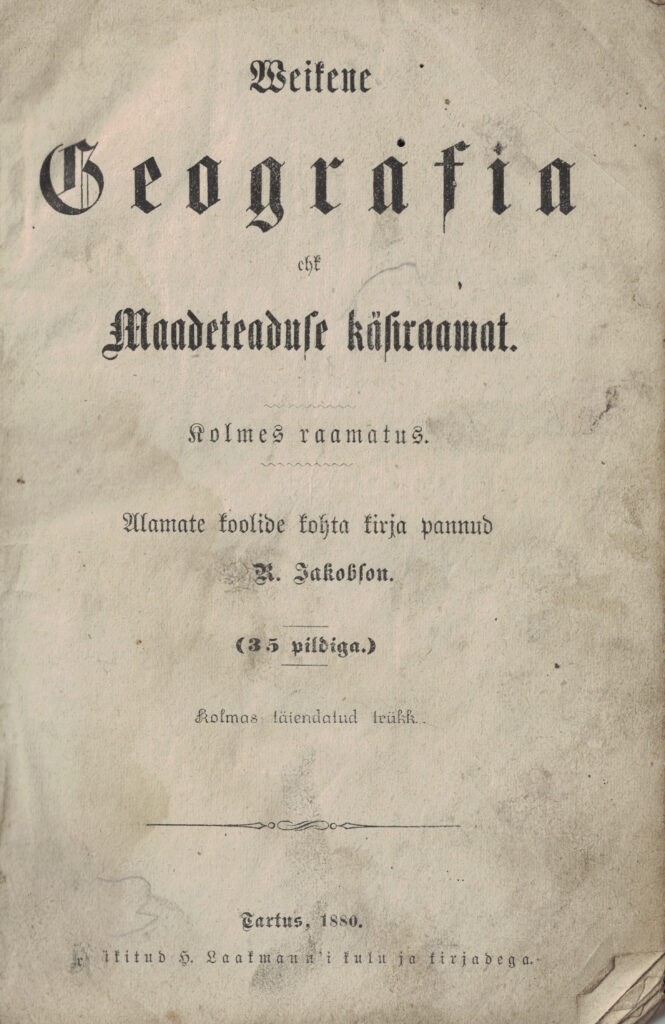 Weikene
Geografia
ehk
Maadeteaduse käsiraamat.
Kolmes raamatus.
Alamate koolide kohta kirja pannud
R. Jakobson.
(35 pildiga.)
Kolmas täiendatud trükk.
Tartus, 1880.
H. Laakmann'i kulu ja kirjadega.